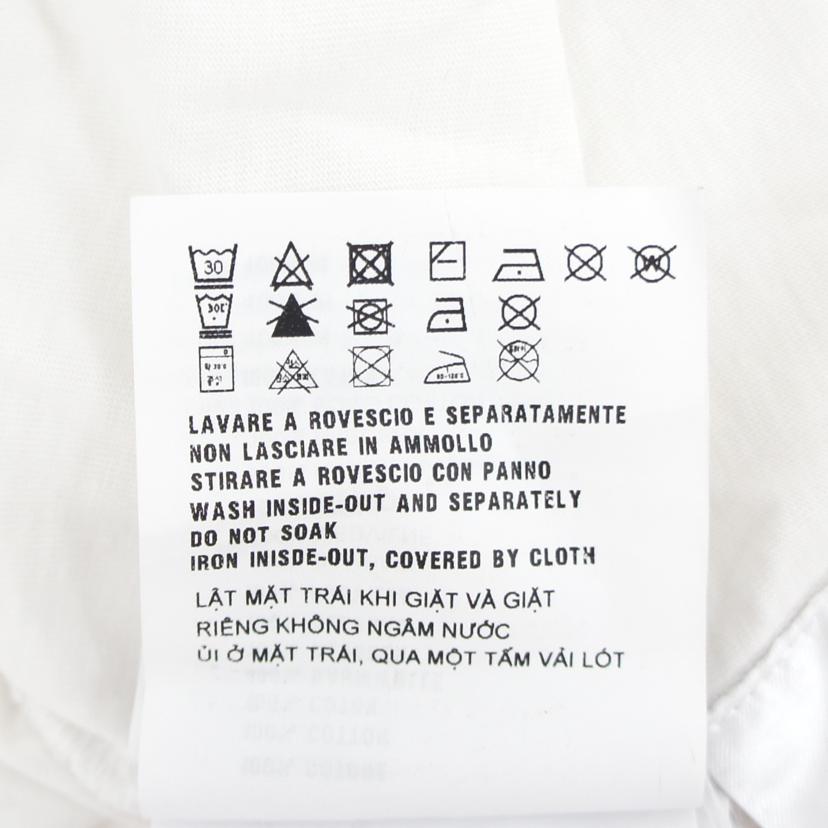 30
W
30C
LAVARE A ROVESCIO E SEPARATAMENTE
NON LASCIARE IN AMMOLLO
STIRARE A ROVESCIO CON PANNO
WASH INSIDE-OUT AND SEPARATELY
DO NOT SOAK
IRON INISDE-OUT, COVERED BY CLOTH
LẬT MẶT TRÁI KHI GIẶT VÀ GIẶT
RIÊNG KHÔNG NGÂM NƯỚC
ỦI Ở MẶT TRÁI, QUA MỘT TẤM VẢI LÓT